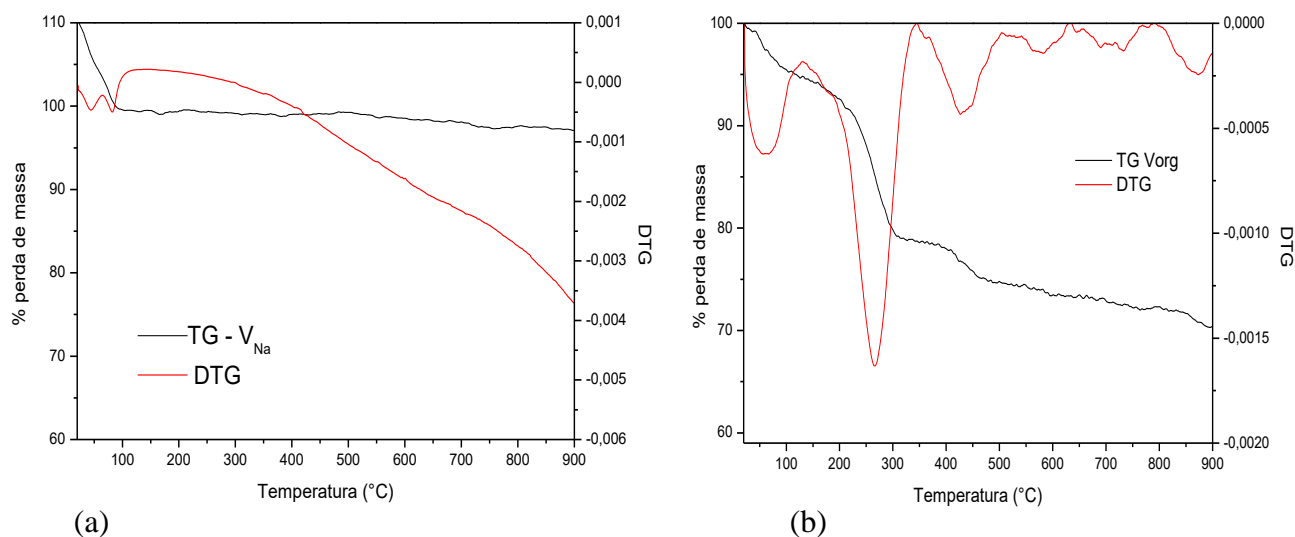 110
100
90
80
70
60
% perda de massa
100 200 300 400 500 600 700 800 900
Temperatura (°C)
0,001
0,000
-0,001
-0,002
-0,003
-0,004
-0,005
-0,006
DTG
TG - VNa
DTG
(a)
100
90
80
70
60
% perda de massa
100 200 300 400 500 600 700 800 900
Temperatura (°C)
0,0000
-0,0005
-0,0010
-0,0015
-0,0020
DTG
TG Vorg
DTG
(b)